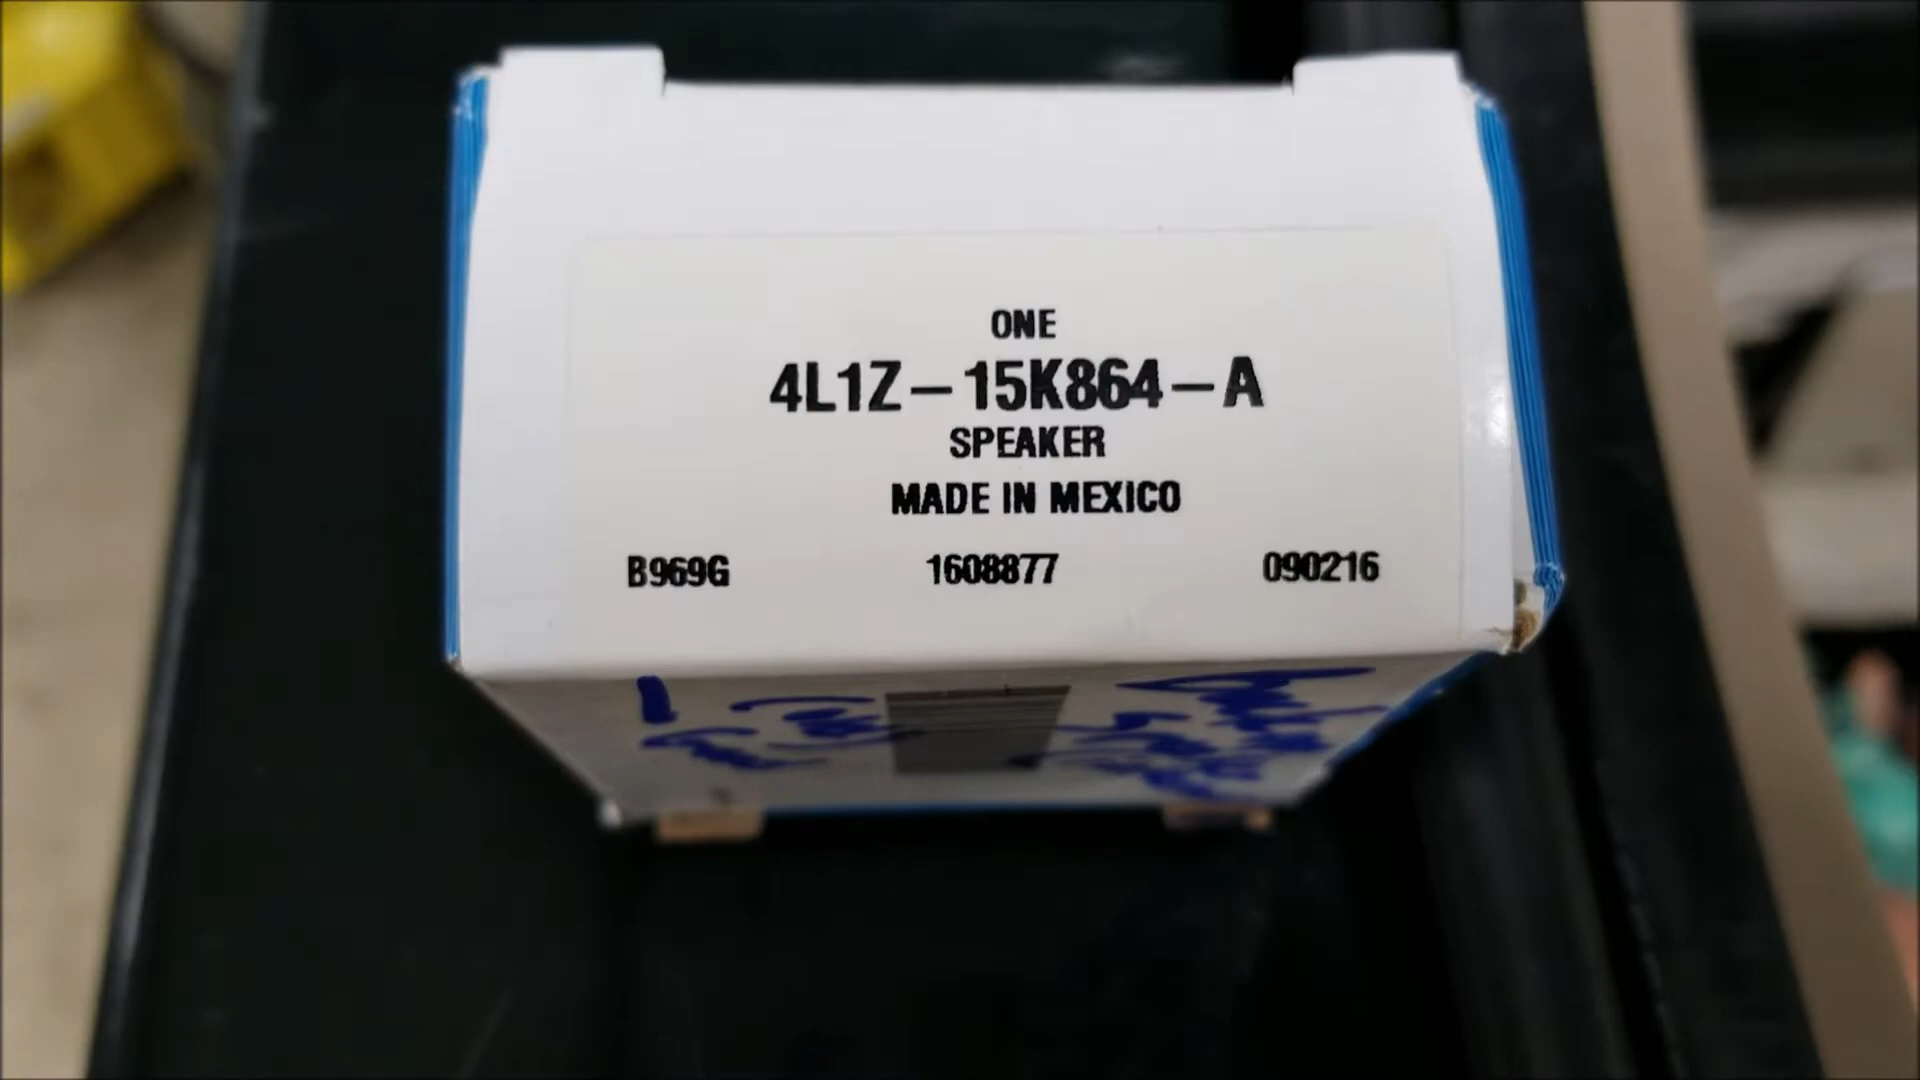 ONE
4L1Z-15K864-A
SPEAKER
MADE IN MEXICO
B969G 1608877 090216